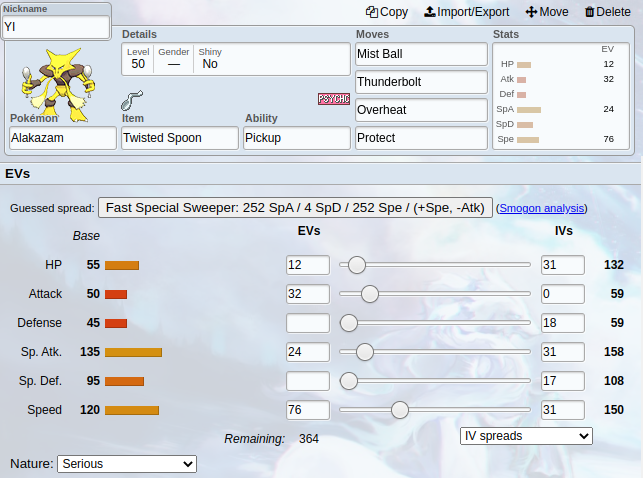 Nickname
YI
Copy Import/Export Move Delete
Details
Level Gender Shiny
50 — No
PSYCHC
Pokémon Item Ability
Alakazam Twisted Spoon Pickup
Moves
Mist Ball
Thunderbolt
Overheat
Protect
Stats
EV
HP 12
Atk 32
Def
SpA 24
SpD
Spe 76
EVs
Guessed spread: Fast Special Sweeper: 252 SpA / 4 SpD / 252 Spe / (+Spe, -Atk) (Smogon analysis)
Base EVs IVs
HP 55 12 31 132
Attack 50 32 0 59
Defense 45 18 59
Sp. Atk. 135 24 31 158
Sp. Def. 95 17 108
Speed 120 76 31 150
Remaining: 364 IV spreads
Nature: Serious